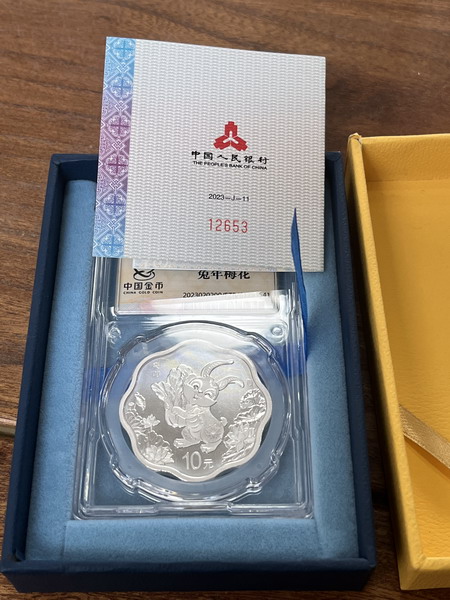 中国人民银行
THE PEOPLE'S BANK OF CHINA
2023-J-11
12653
中国金币
CHINA GOLD COIN
兔年梅花
10元